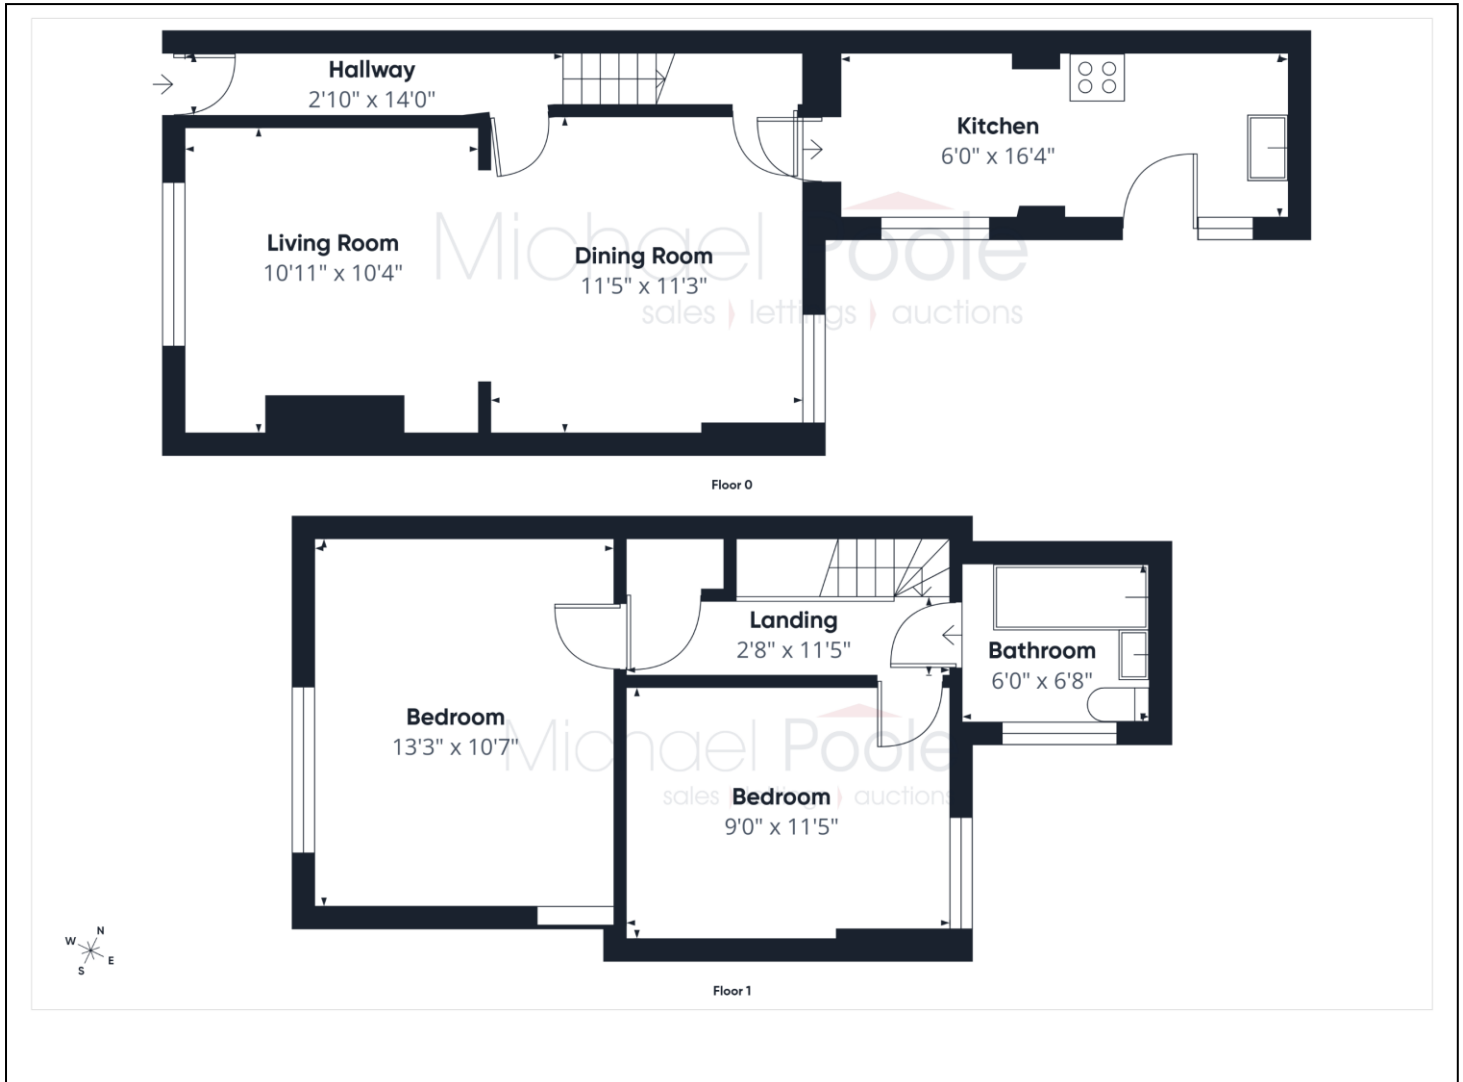 Hallway
2'10" x 14'0"
Kitchen
6'0" x 16'4"
Living Room
10'11" x 10'4"
Dining Room
11'5" x 11'3"
Michael Poole
sales lettings auctions
Floor 0
Landing
2'8" x 11'5"
Bathroom
6'0" x 6'8"
Bedroom
13'3" x 10'7"
Michael Poole
sales lettings auctions
Bedroom
9'0" x 11'5"
N
W
E
S
Floor 1